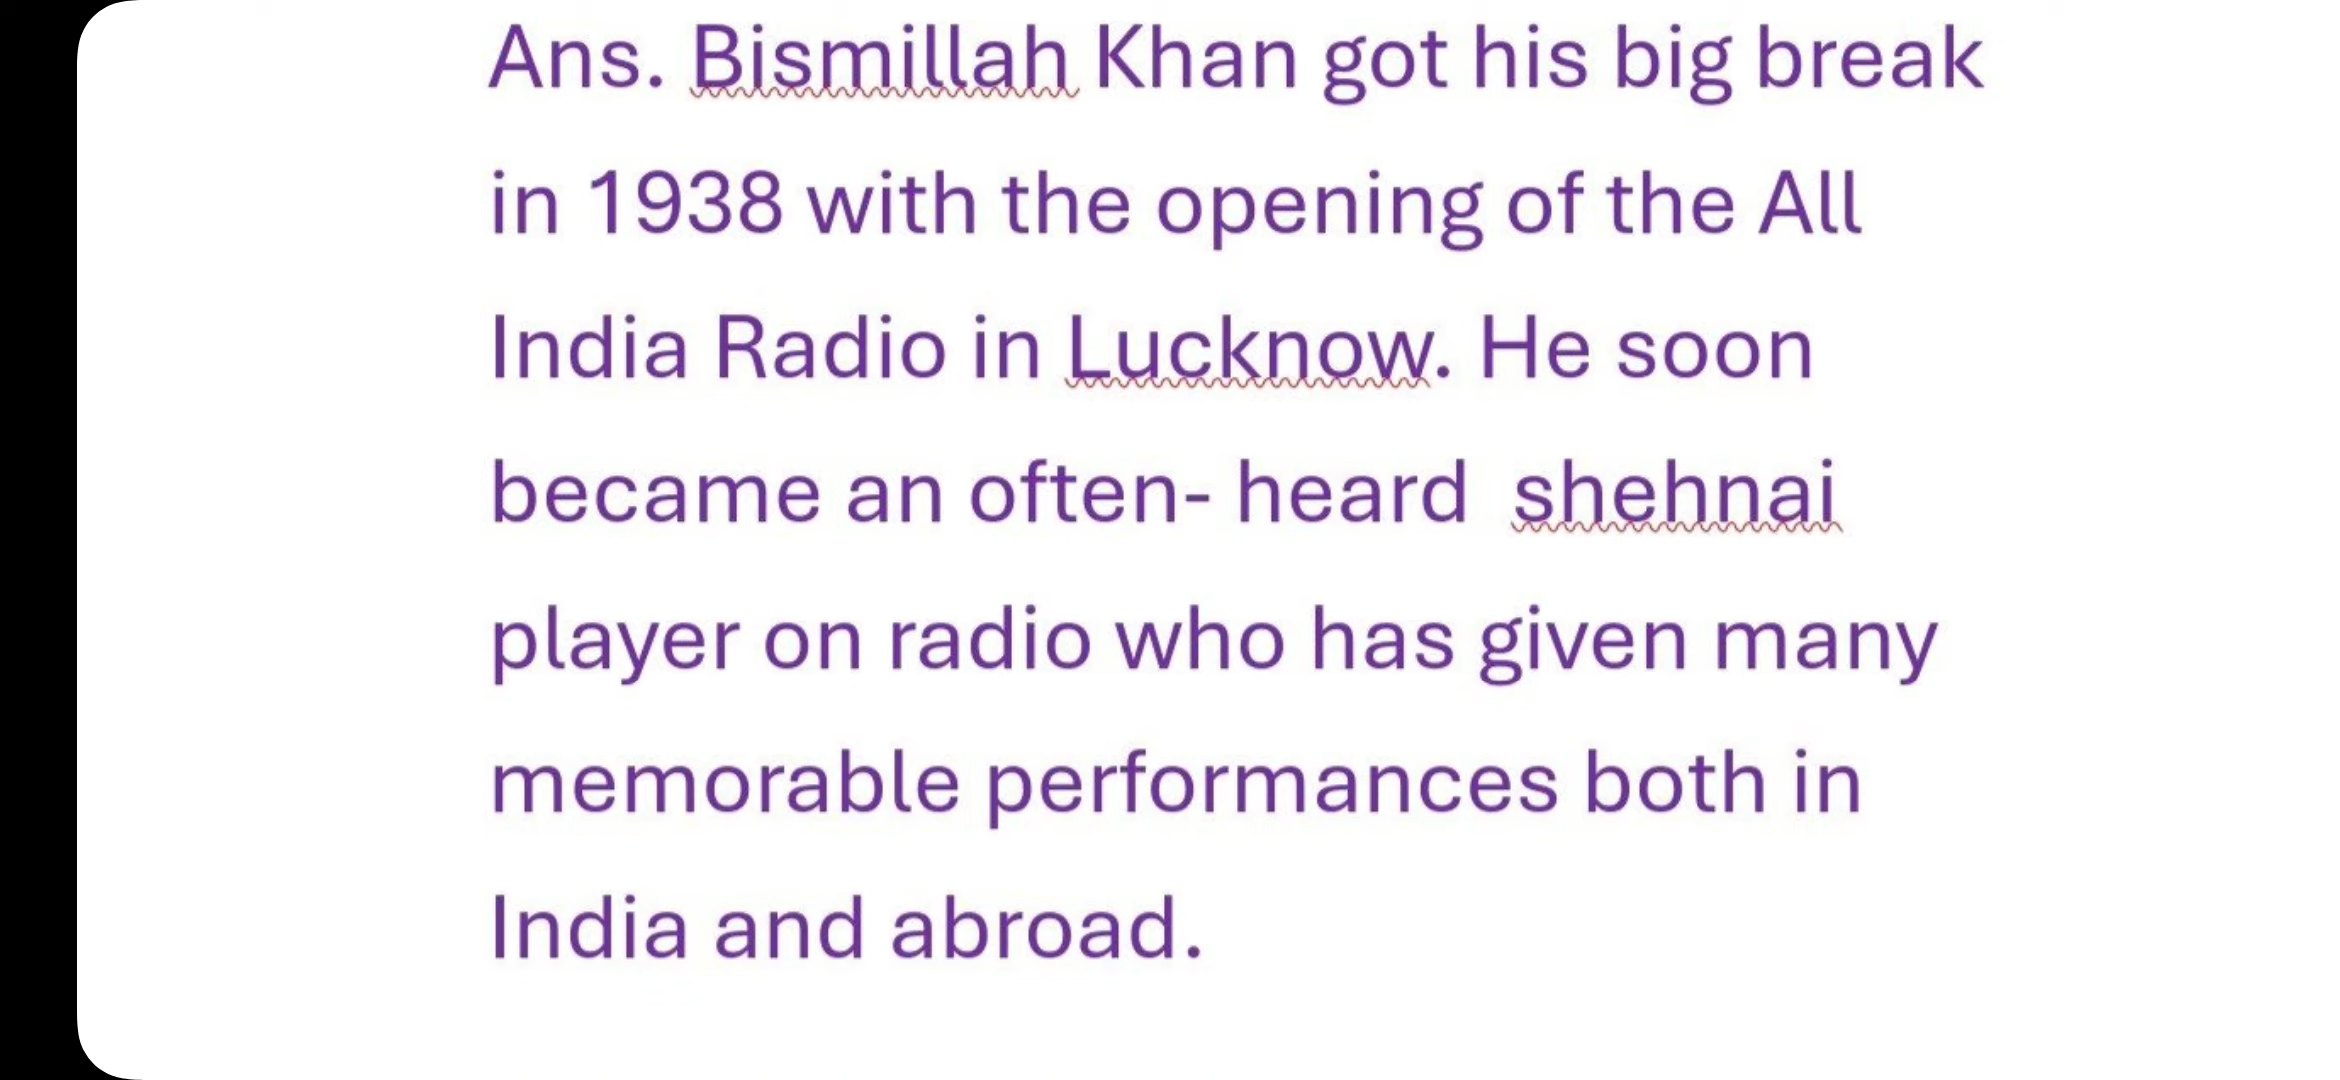 Ans. Bismillah Khan got his big break
in 1938 with the opening of the All
India Radio in Lucknow. He soon
became an often- heard  shehnai
player on radio who has given many
memorable performances both in
India and abroad.